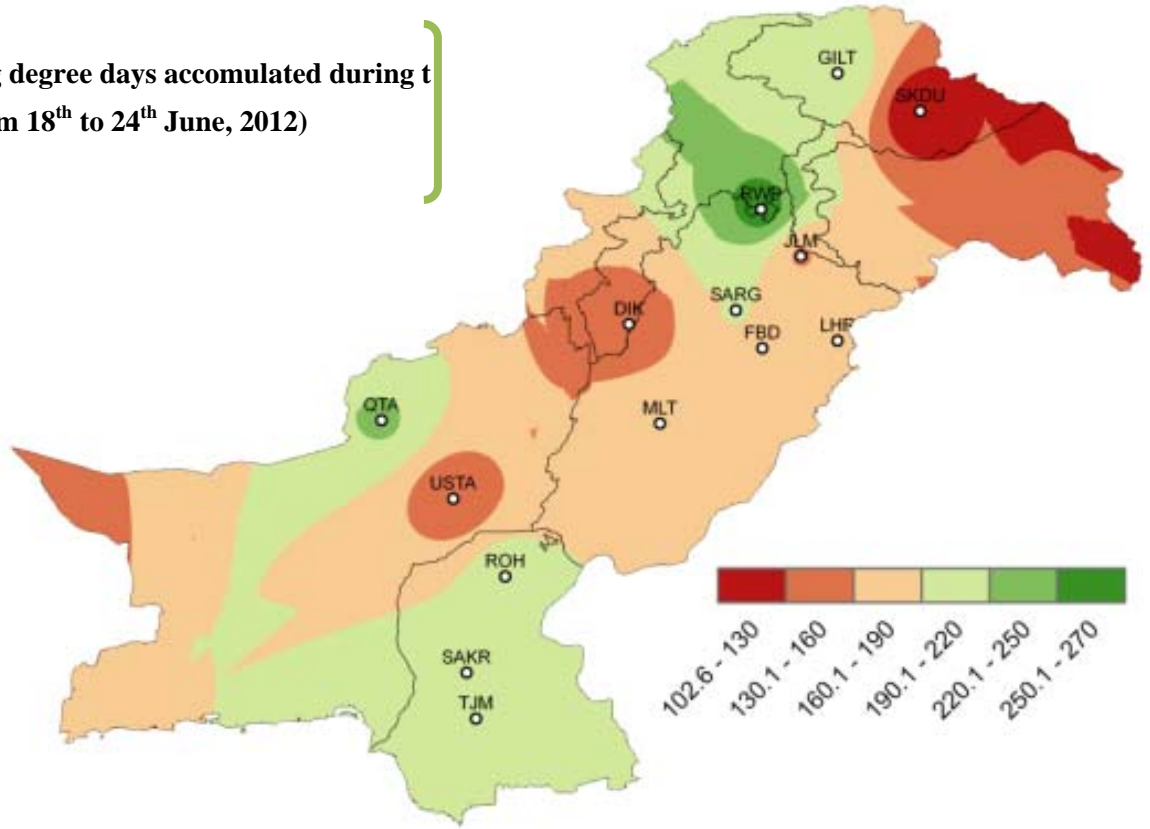 degree days accomulated during t
18th to 24th June, 2012)
GILT
SKDU
RWP
JLM
SARG
DIK
FBD
LHR
QTA
MLT
USTA
ROH
SAKR
TJM
102.6 - 130
130.1 - 160
160.1 - 190
190.1 - 220
220.1 - 250
250.1 - 270